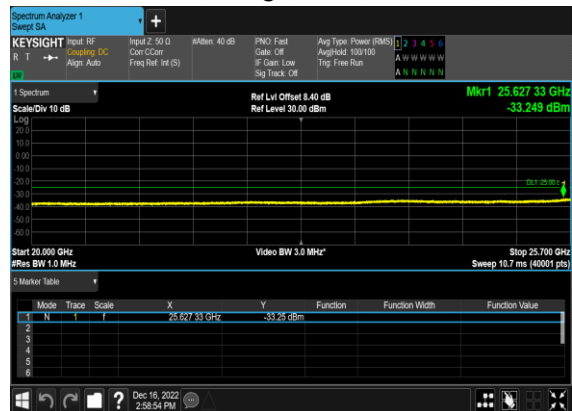 Spectrum Analyzer 1
Swept SA
KEYSIGHT Input: RF Input Z: 50 Ω #Atten: 40 dB PNO: Fast Avg Type: Power (RMS) 1 2 3 4 5 6
R T Coupling: DC Corr CCorr Gate: Off Avg|Hold: 100/100 A W W W W W
Align: Auto Freq Ref: Int (S) IF Gain: Low Trig: Free Run
Sig Track: Off A N N N N N
1 Spectrum Ref Lvl Offset 8.40 dB Mkr1 25.627 33 GHz
Scale/Div 10 dB Ref Level 30.00 dBm -33.249 dBm
Log
20.0
10.0
0.00
-10.0
-20.0
DL1 -25.00
-30.0
-40.0
-50.0
-60.0
Start 20.000 GHz Video BW 3.0 MHz* Stop 25.700 GHz
#Res BW 1.0 MHz Sweep 10.7 ms (40001 pts)
5 Marker Table
Mode Trace Scale X Y Function Function Width Function Value
1 N 1 f 25.627 33 GHz -33.25 dBm
2
3
4
5
6
? Dec 16, 2022
2:58:54 PM